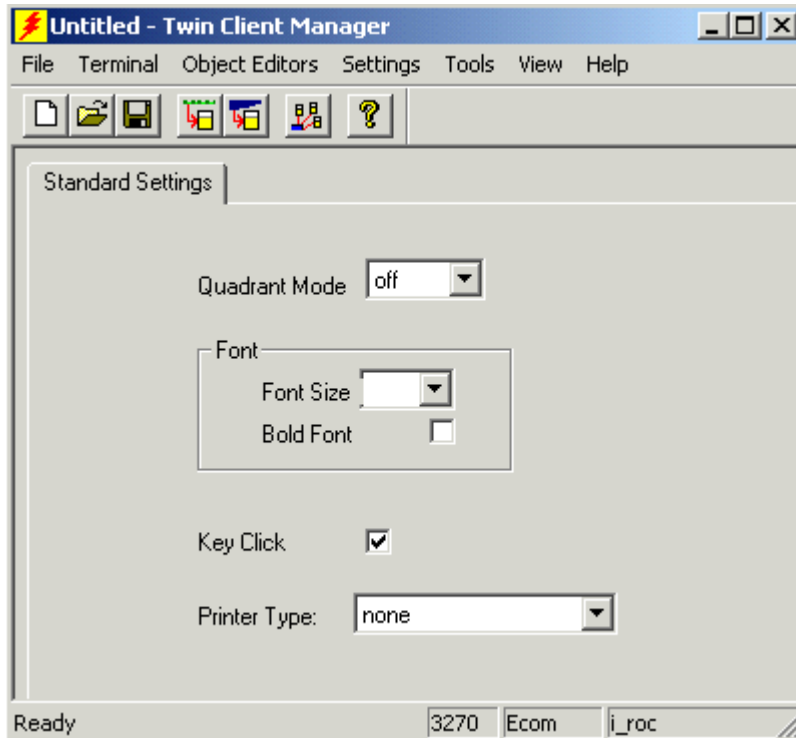 Untitled - Twin Client Manager
File Terminal Object Editors Settings Tools View Help
Standard Settings
Quadrant Mode off
Font
Font Size
Bold Font
Key Click
Printer Type: none
Ready 3270 Ecom i_roc